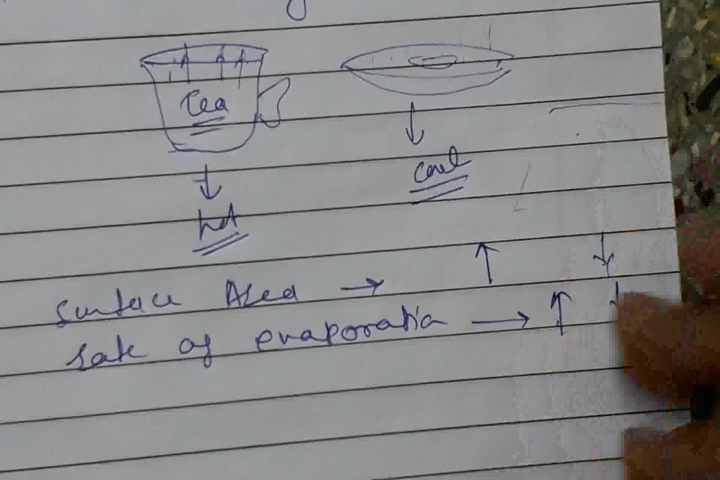 Tea
cool
hot
Surface Area → ↑ ↓
rate of evaporation → ↑ ↓